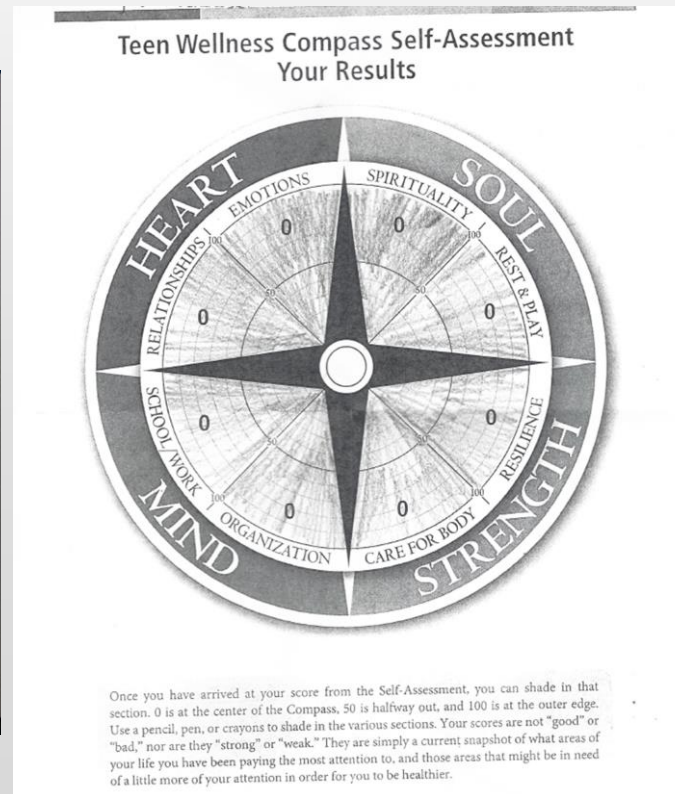 Teen Wellness Compass Self-Assessment
Your Results
HEART
SOUL
EMOTIONS
SPIRITUALITY
RELATIONSHIPS
REST & PLAY
100
100
0
0
50
50
0
0
SCHOOL/WORK
RESILIENCE
0
0
50
50
100
100
0
0
ORGANIZATION
CARE FOR BODY
MIND
STRENGTH
Once you have arrived at your score from the Self-Assessment, you can shade in that
section. 0 is at the center of the Compass, 50 is halfway out, and 100 is at the outer edge.
Use a pencil, pen, or crayons to shade in the various sections. Your scores are not “good” or
“bad,” nor are they “strong” or “weak.” They are simply a current snapshot of what areas of
your life you have been paying the most attention to, and those areas that might be in need
of a little more of your attention in order for you to be healthier.